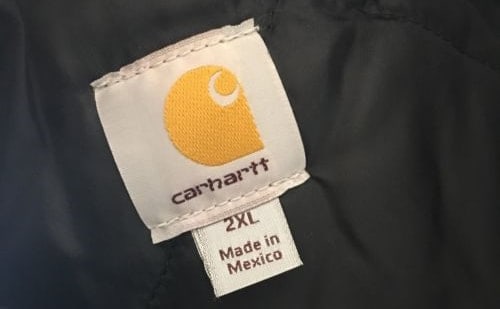 carhartt
2XL
Made in
Mexico